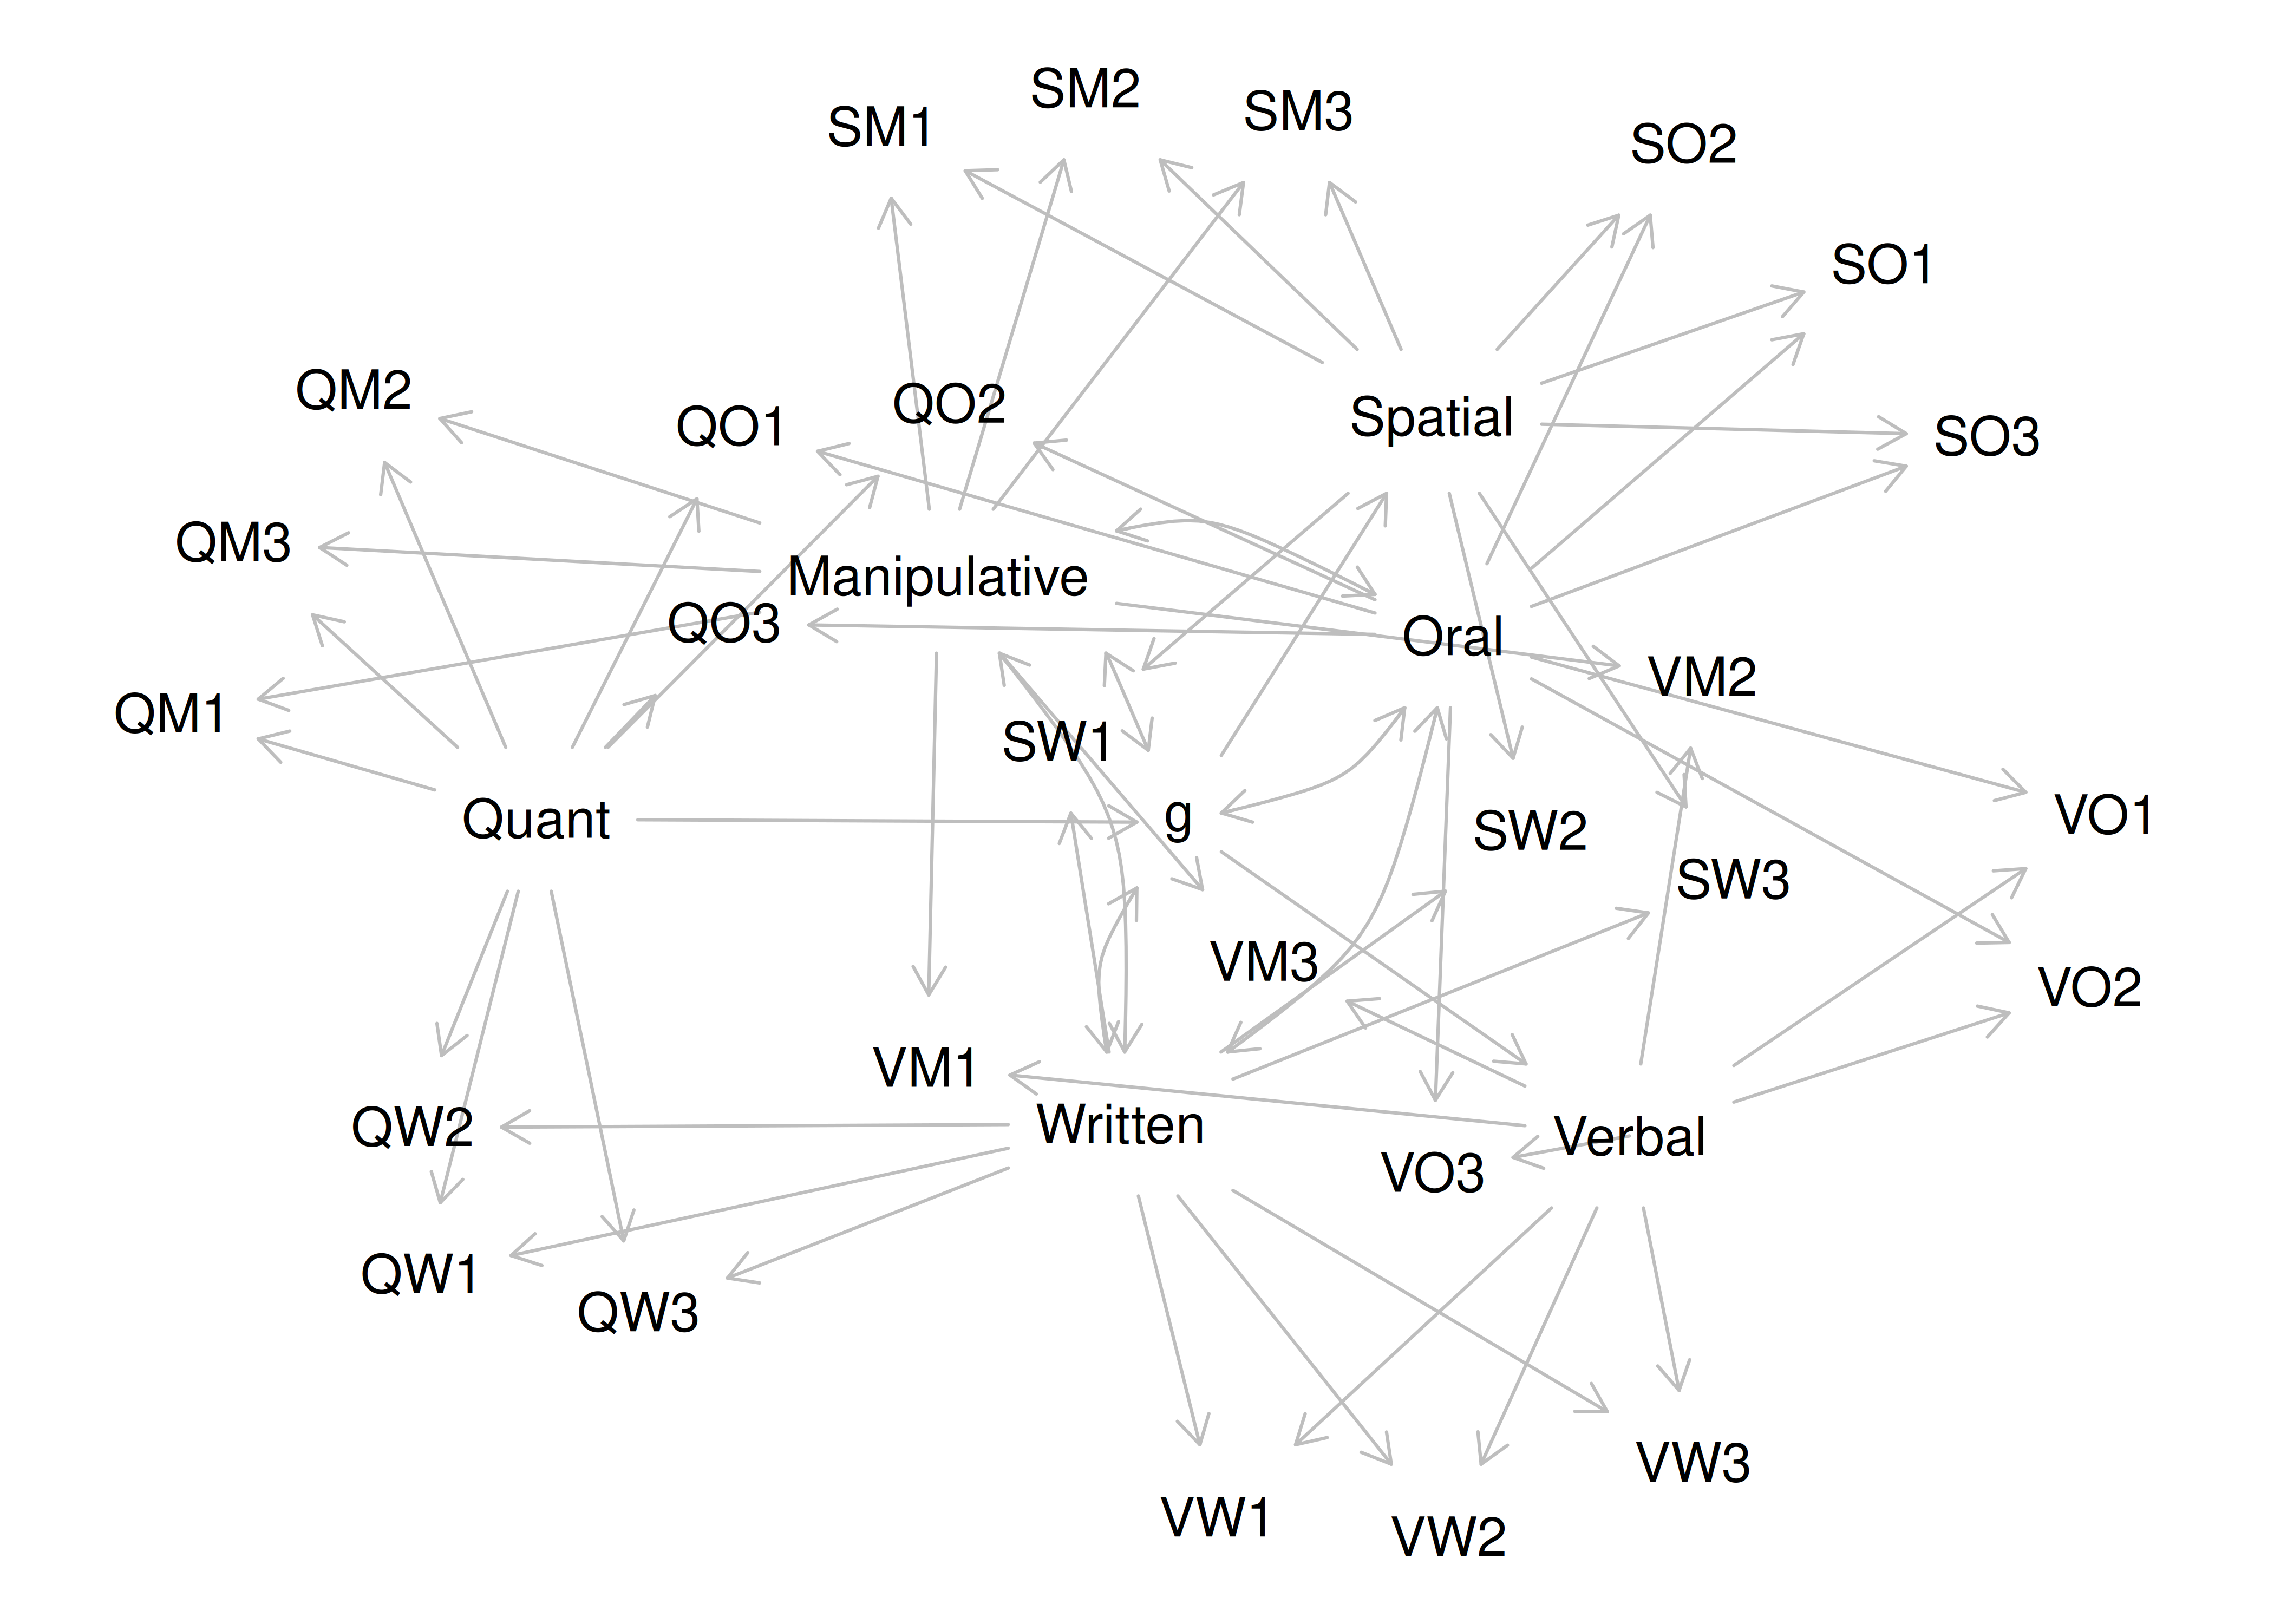 SM2
SM3
SM1
SO2
SO1
QM2
QO2
Spatial
QO1
SO3
QM3
Manipulative
QO3
Oral
VM2
QM1
SW1
Quant
g
VO1
SW2
SW3
VM3
VO2
VM1
QW2
Written
Verbal
VO3
QW1
QW3
VW3
VW1
VW2